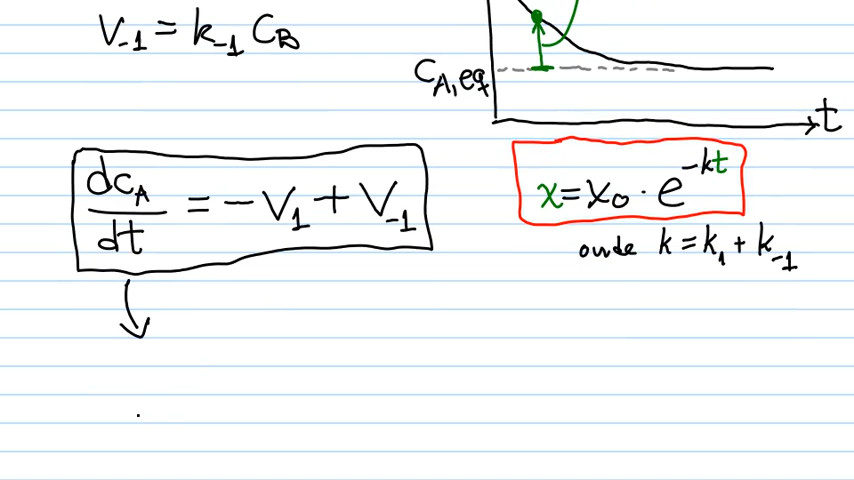 V₋₁ = k₋₁ C_B
C_A,eq
t
dC_A/dt = −V₁ + V₋₁
x = x₀ · e^(−kt)
onde k = k₁ + k₋₁